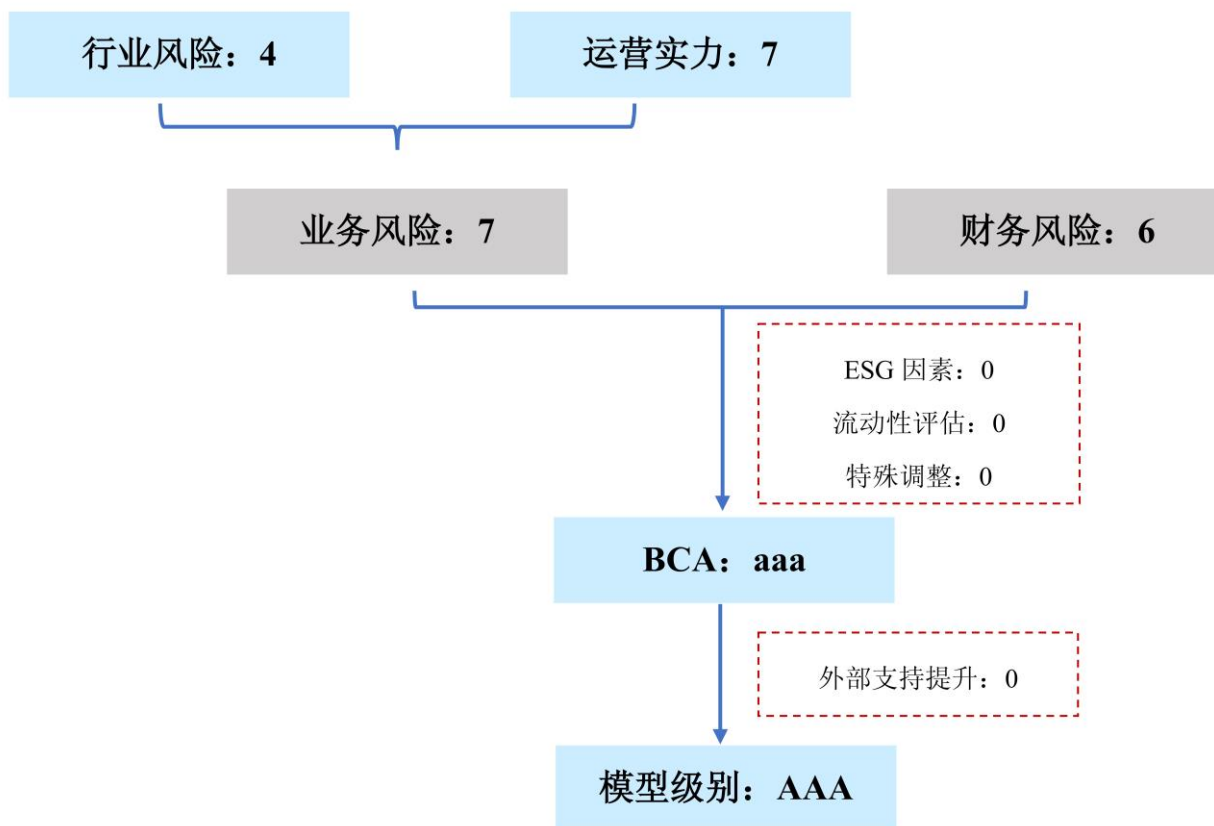 行业风险：4
运营实力：7
业务风险：7
财务风险：6
ESG 因素：0
流动性评估：0
特殊调整：0
BCA：aaa
外部支持提升：0
模型级别：AAA